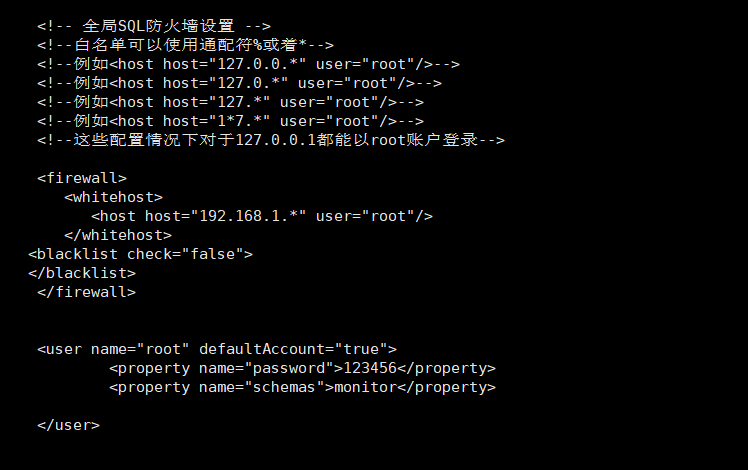 <!-- 全局SQL防火墙设置 -->
<!--白名单可以使用通配符%或着*-->
<!--例如<host host="127.0.0.*" user="root"/>-->
<!--例如<host host="127.0.*" user="root"/>-->
<!--例如<host host="127.*" user="root"/>-->
<!--例如<host host="1*7.*" user="root"/>-->
<!--这些配置情况下对于127.0.0.1都能以root账户登录-->
<firewall>
<whitehost>
<host host="192.168.1.*" user="root"/>
</whitehost>
<blacklist check="false">
</blacklist>
</firewall>
<user name="root" defaultAccount="true">
<property name="password">123456</property>
<property name="schemas">monitor</property>
</user>